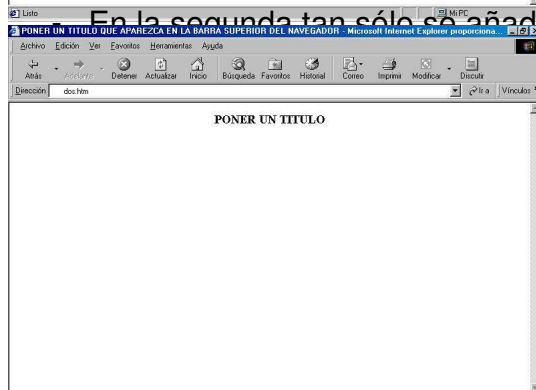 Listo Mi PC
- En la segunda tan sólo se añad
PONER UN TITULO QUE APAREZCA EN LA BARRA SUPERIOR DEL NAVEGADOR - Microsoft Internet Explorer proporciona...
Archivo Edición Ver Favoritos Herramientas Ayuda
Atrás Adelante Detener Actualizar Inicio Búsqueda Favoritos Historial Correo Imprimir Modificar Discutir
Dirección dos.htm Ir a Vínculos
PONER UN TITULO